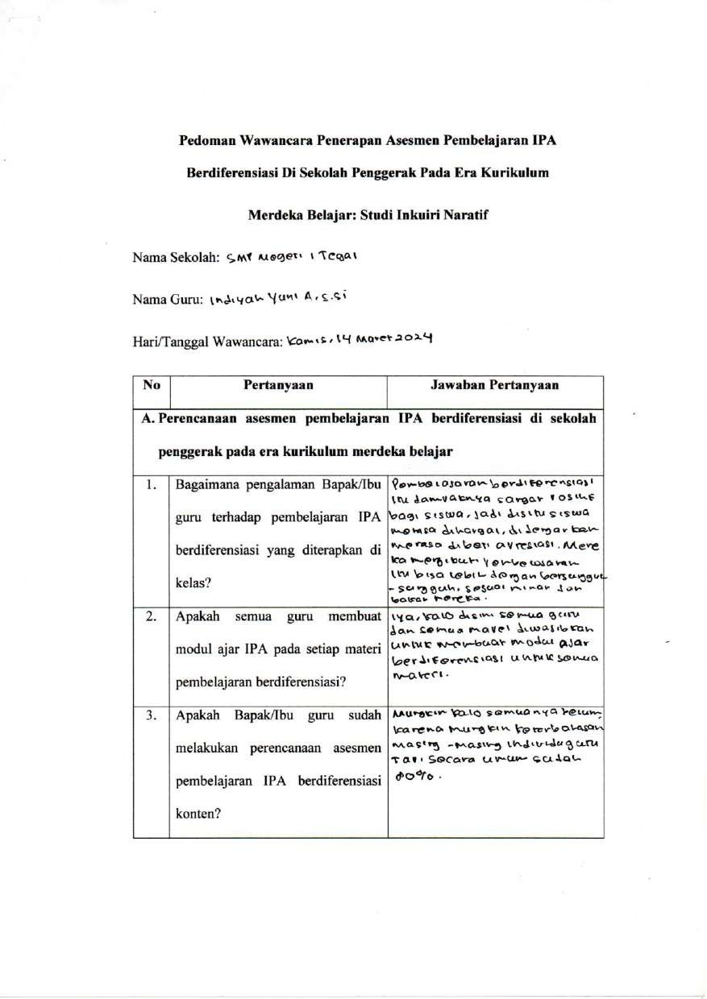 Pedoman Wawancara Penerapan Asesmen Pembelajaran IPA
Berdiferensiasi Di Sekolah Penggerak Pada Era Kurikulum
Merdeka Belajar: Studi Inkuiri Naratif
Nama Sekolah: SMP Negeri 1 Tegal
Nama Guru: Indiyah Yuni A, S.Si
Hari/Tanggal Wawancara: Kamis, 14 Maret 2024
No Pertanyaan Jawaban Pertanyaan
A. Perencanaan asesmen pembelajaran IPA berdiferensiasi di sekolah
penggerak pada era kurikulum merdeka belajar
1.
Bagaimana pengalaman Bapak/Ibu
guru terhadap pembelajaran IPA
berdiferensiasi yang diterapkan di
kelas?
Pembelajaran berdiferensiasi
itu dampaknya sangat positif
bagi siswa, jadi disitu siswa
merasa dihargai, di dengarkan
merasa diberi apresiasi. Mere
ka mengikuti pembelajaran
itu bisa lebih dengan bersunggu
- sungguh, sesuai minat dan
bakat mereka.
2.
Apakah semua guru membuat
modul ajar IPA pada setiap materi
pembelajaran berdiferensiasi?
iya, kalo disini semua guru
dan semua mapel diwajibkan
untuk membuat modul ajar
berdiferensiasi untuk semua
materi.
3.
Apakah Bapak/Ibu guru sudah
melakukan perencanaan asesmen
pembelajaran IPA berdiferensiasi
konten?
Mungkin kalo semuanya belum,
karena mungkin keterbatasan
masing - masing individu guru
Tapi secara umum sudah
80%.